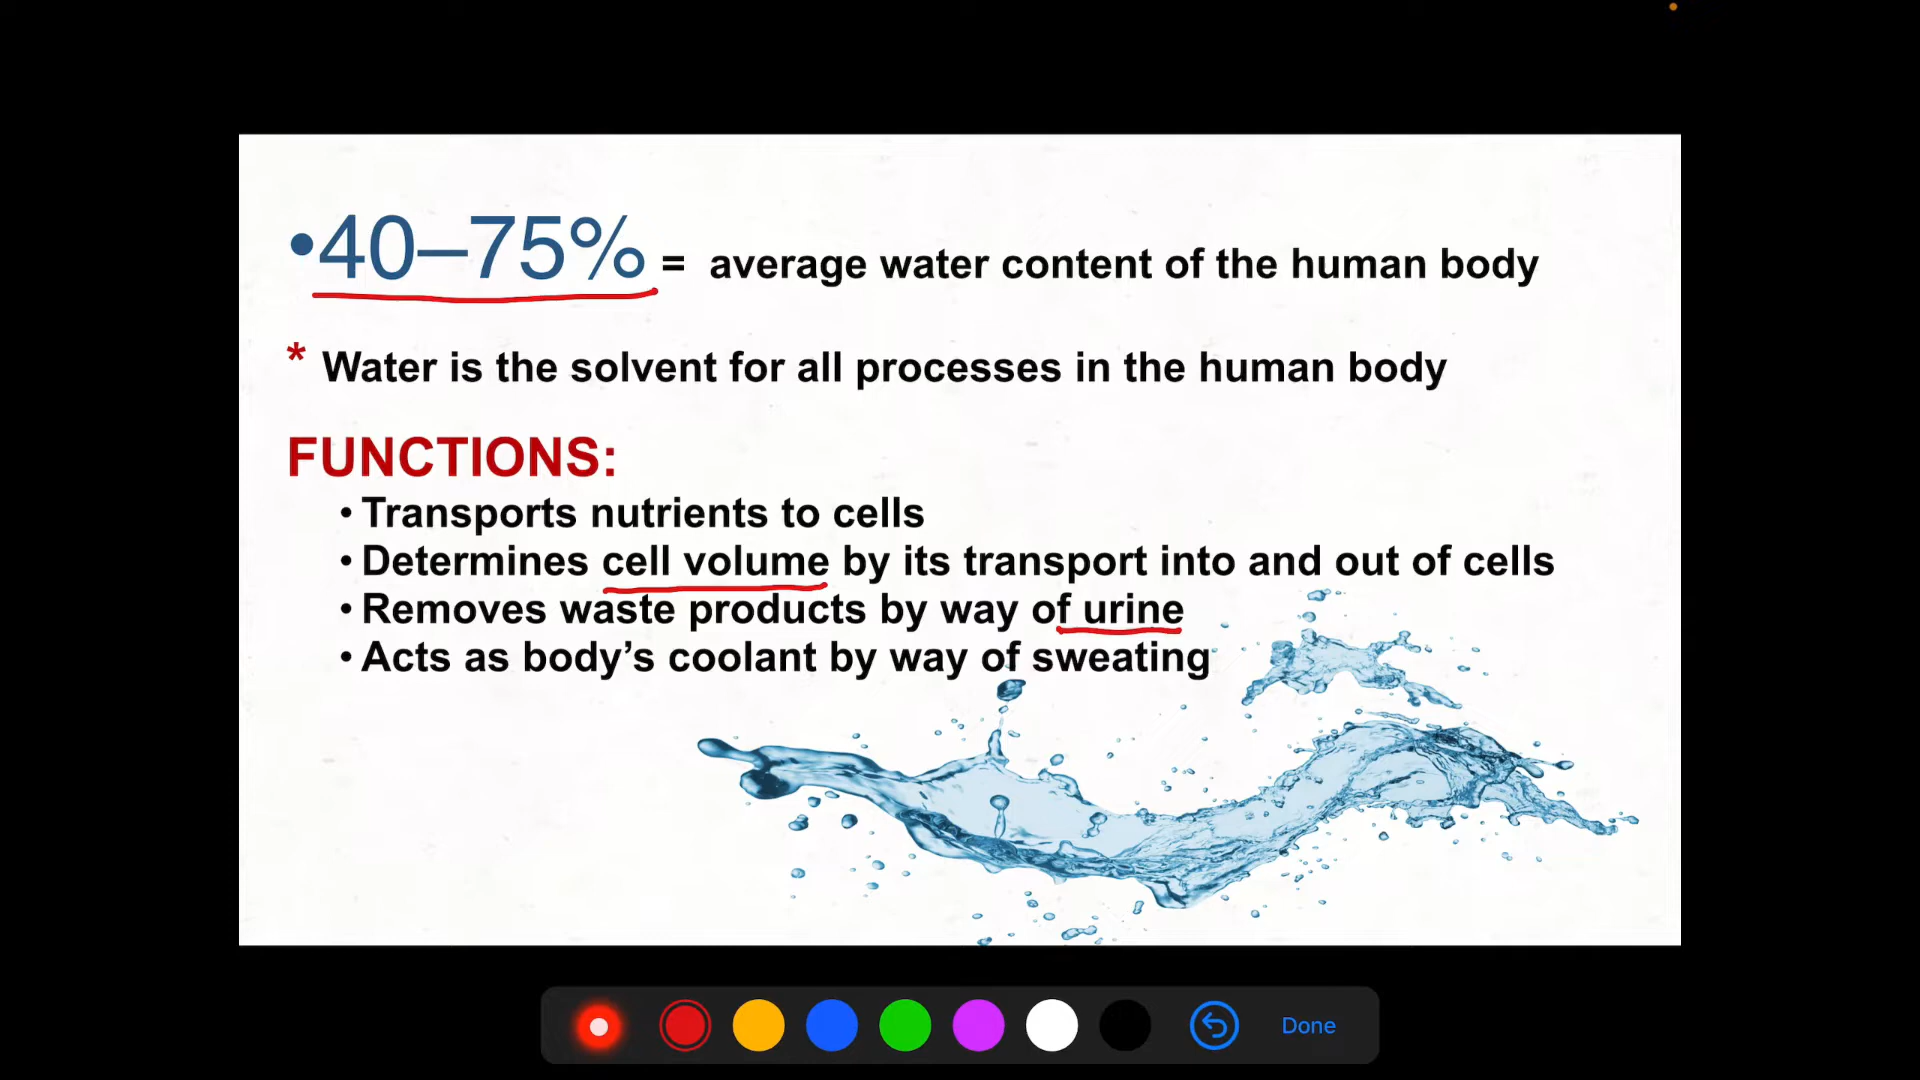 •40–75% = average water content of the human body
* Water is the solvent for all processes in the human body
FUNCTIONS:
• Transports nutrients to cells
• Determines cell volume by its transport into and out of cells
• Removes waste products by way of urine
• Acts as body’s coolant by way of sweating
Done